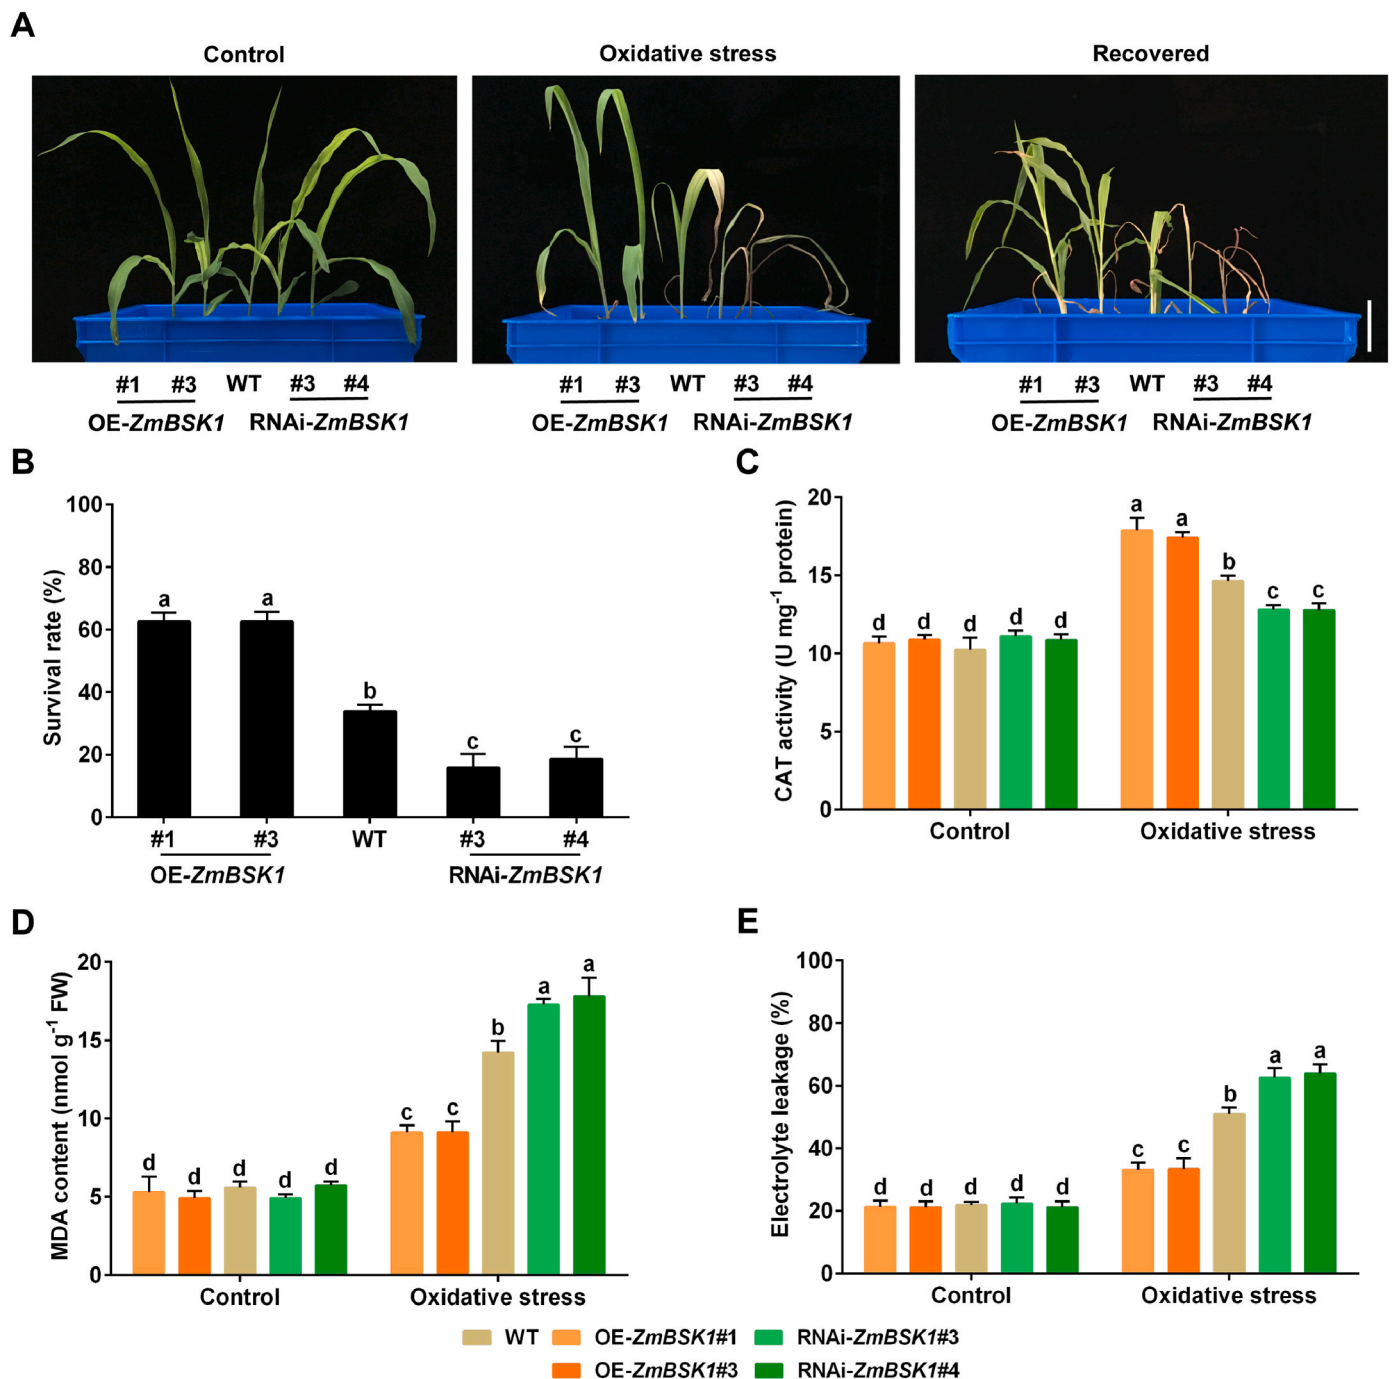 A
Control
Oxidative stress
Recovered
#1 #3 WT #3 #4
OE-ZmBSK1 RNAi-ZmBSK1
#1 #3 WT #3 #4
OE-ZmBSK1 RNAi-ZmBSK1
#1 #3 WT #3 #4
OE-ZmBSK1 RNAi-ZmBSK1
B
Survival rate (%)
100
80
60
40
20
0
a a b c c
#1 #3 WT #3 #4
OE-ZmBSK1 RNAi-ZmBSK1
C
CAT activity (U mg⁻¹ protein)
20
15
10
5
0
d d d d d a a b c c
Control Oxidative stress
D
MDA content (nmol g⁻¹ FW)
20
15
10
5
0
d d d d d c c b a a
Control Oxidative stress
E
Electrolyte leakage (%)
100
80
60
40
20
0
d d d d d c c b a a
Control Oxidative stress
WT OE-ZmBSK1#1 RNAi-ZmBSK1#3
OE-ZmBSK1#3 RNAi-ZmBSK1#4